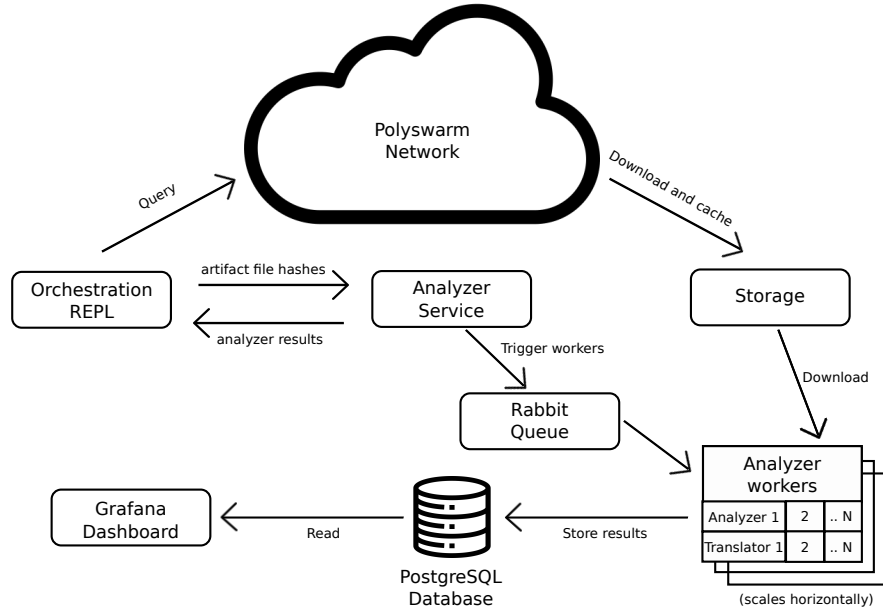 Polyswarm
Network
Query
Download and cache
artifact file hashes
Orchestration
REPL
Analyzer
Service
Storage
analyzer results
Trigger workers
Download
Rabbit
Queue
Analyzer
workers
Grafana
Dashboard
Analyzer 1 2 .. N
Read
Store results
Translator 1 2 .. N
PostgreSQL
Database
(scales horizontally)